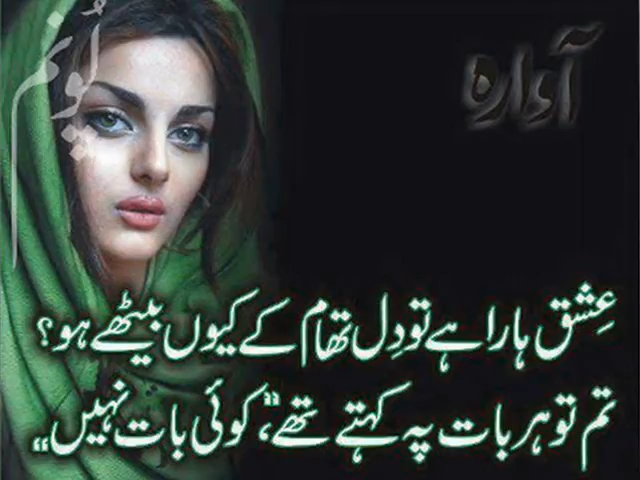 پونم
آوارہ
عِشق ہارا ہے تو دِل تھام کے کیوں بیٹھے ہو؟
تم تو ہر بات پہ کہتے تھے، "کوئی بات نہیں"